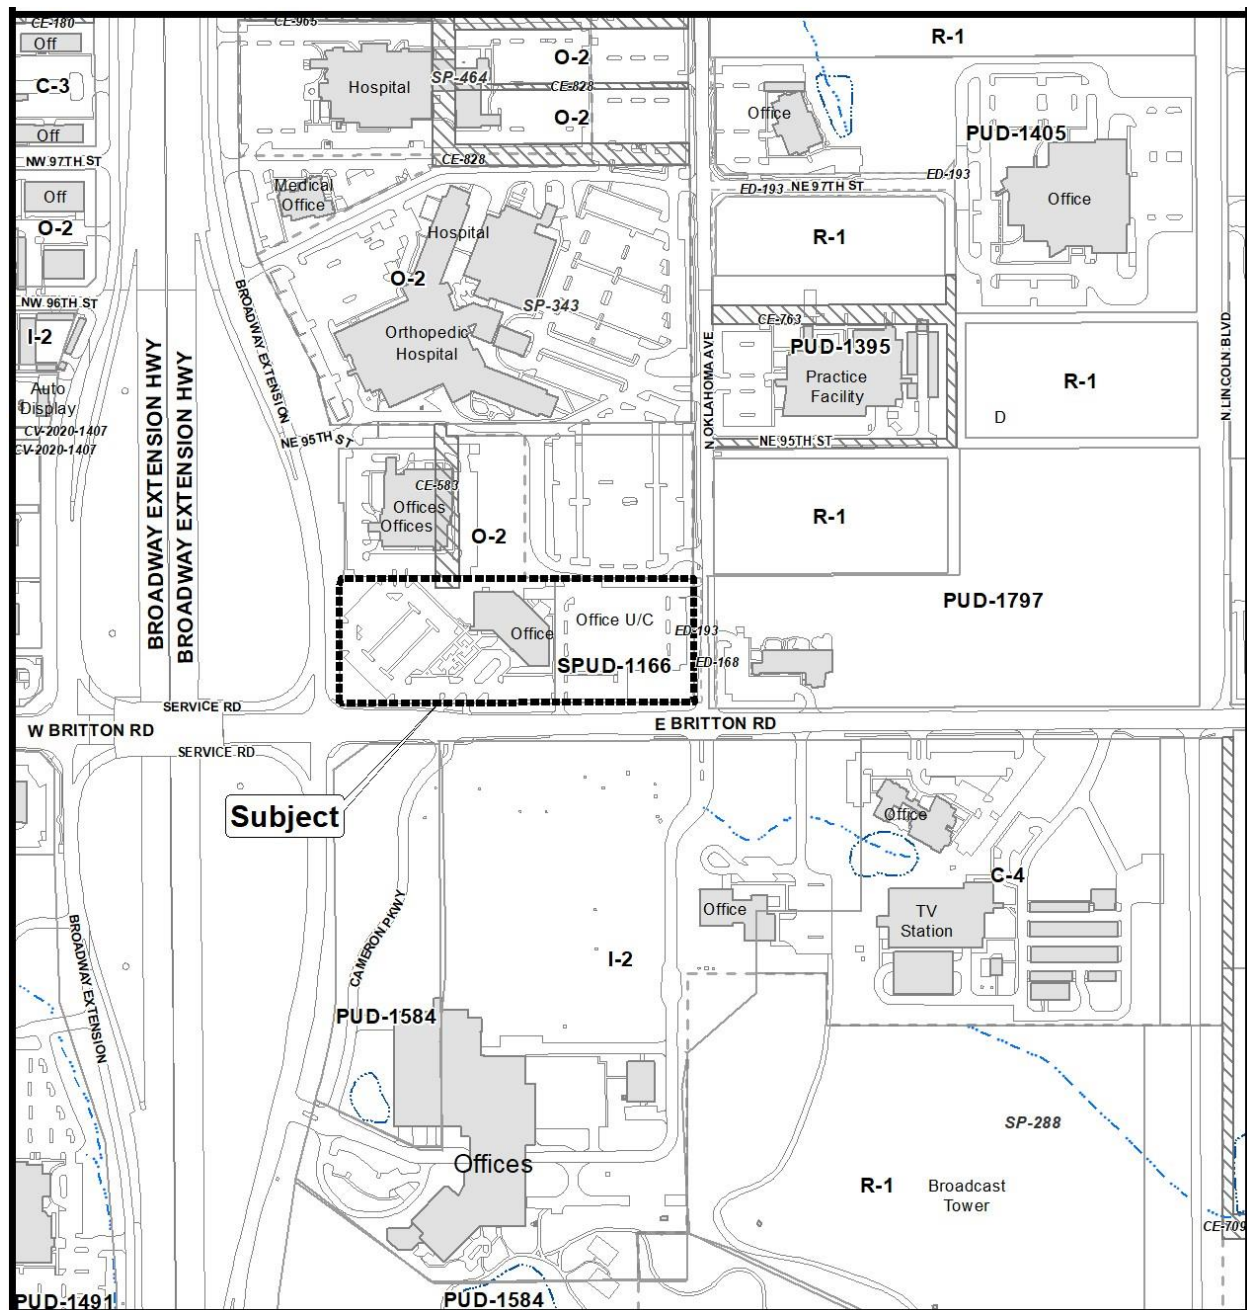 CE-180
CE-965
Off
C-3
Off
NW 97TH ST
Off
O-2
NW 96TH ST
I-2
Auto
Display
CV-2020-1407
CV-2020-1407
Hospital
SP-464
O-2
CE-828
O-2
CE-828
Medical
Office
Hospital
O-2
SP-343
Orthopedic
Hospital
BROADWAY EXTENSION
NE 95TH ST
BROADWAY EXTENSION HWY
BROADWAY EXTENSION HWY
R-1
Office
PUD-1405
ED-193
ED-193
NE 97TH ST
Office
R-1
CE-763
PUD-1395
Practice
Facility
R-1
D
NE 95TH ST
N OKLAHOMA AVE
N LINCOLN BLVD
CE-583
Offices
Offices
O-2
R-1
PUD-1797
Office
Office U/C
SPUD-1166
ED-193
ED-168
SERVICE RD
W BRITTON RD
E BRITTON RD
SERVICE RD
Subject
CAMERON PKWY
BROADWAY EXTENSION
Office
C-4
Office
TV
Station
I-2
PUD-1584
Offices
SP-288
R-1
Broadcast
Tower
CE-709
PUD-1491
PUD-1584